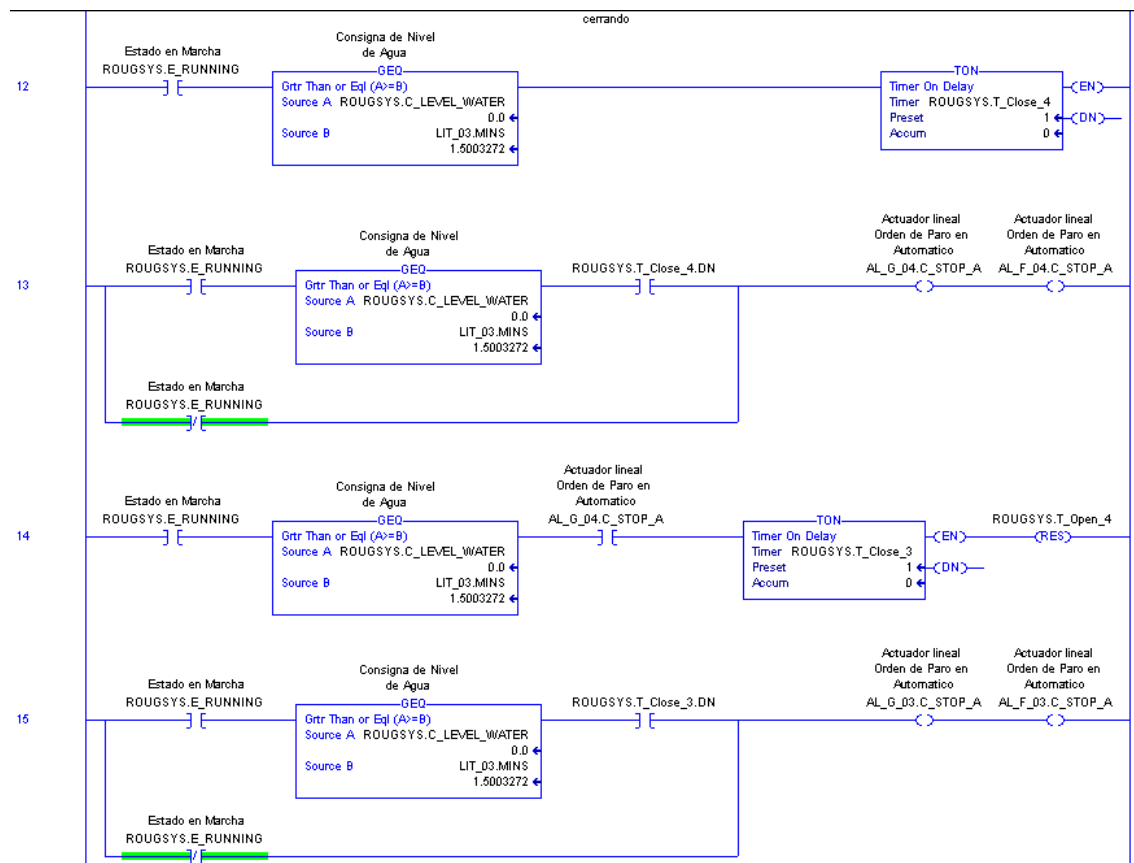 cerrando
12
Estado en Marcha
ROUGSYS.E_RUNNING
Consigna de Nivel
de Agua
GEQ
Grtr Than or Eql (A>=B)
Source A ROUGSYS.C_LEVEL_WATER
0.0
Source B LIT_03.MINS
1.5003272
TON
Timer On Delay
Timer ROUGSYS.T_Close_4
Preset 1
Accum 0
EN
DN
13
Estado en Marcha
ROUGSYS.E_RUNNING
Consigna de Nivel
de Agua
GEQ
Grtr Than or Eql (A>=B)
Source A ROUGSYS.C_LEVEL_WATER
0.0
Source B LIT_03.MINS
1.5003272
ROUGSYS.T_Close_4.DN
Actuador lineal
Orden de Paro en
Automatico
AL_G_04.C_STOP_A
Actuador lineal
Orden de Paro en
Automatico
AL_F_04.C_STOP_A
Estado en Marcha
ROUGSYS.E_RUNNING
14
Estado en Marcha
ROUGSYS.E_RUNNING
Consigna de Nivel
de Agua
GEQ
Grtr Than or Eql (A>=B)
Source A ROUGSYS.C_LEVEL_WATER
0.0
Source B LIT_03.MINS
1.5003272
Actuador lineal
Orden de Paro en
Automatico
AL_G_04.C_STOP_A
TON
Timer On Delay
Timer ROUGSYS.T_Close_3
Preset 1
Accum 0
EN
DN
ROUGSYS.T_Open_4
RES
15
Estado en Marcha
ROUGSYS.E_RUNNING
Consigna de Nivel
de Agua
GEQ
Grtr Than or Eql (A>=B)
Source A ROUGSYS.C_LEVEL_WATER
0.0
Source B LIT_03.MINS
1.5003272
ROUGSYS.T_Close_3.DN
Actuador lineal
Orden de Paro en
Automatico
AL_G_03.C_STOP_A
Actuador lineal
Orden de Paro en
Automatico
AL_F_03.C_STOP_A
Estado en Marcha
ROUGSYS.E_RUNNING